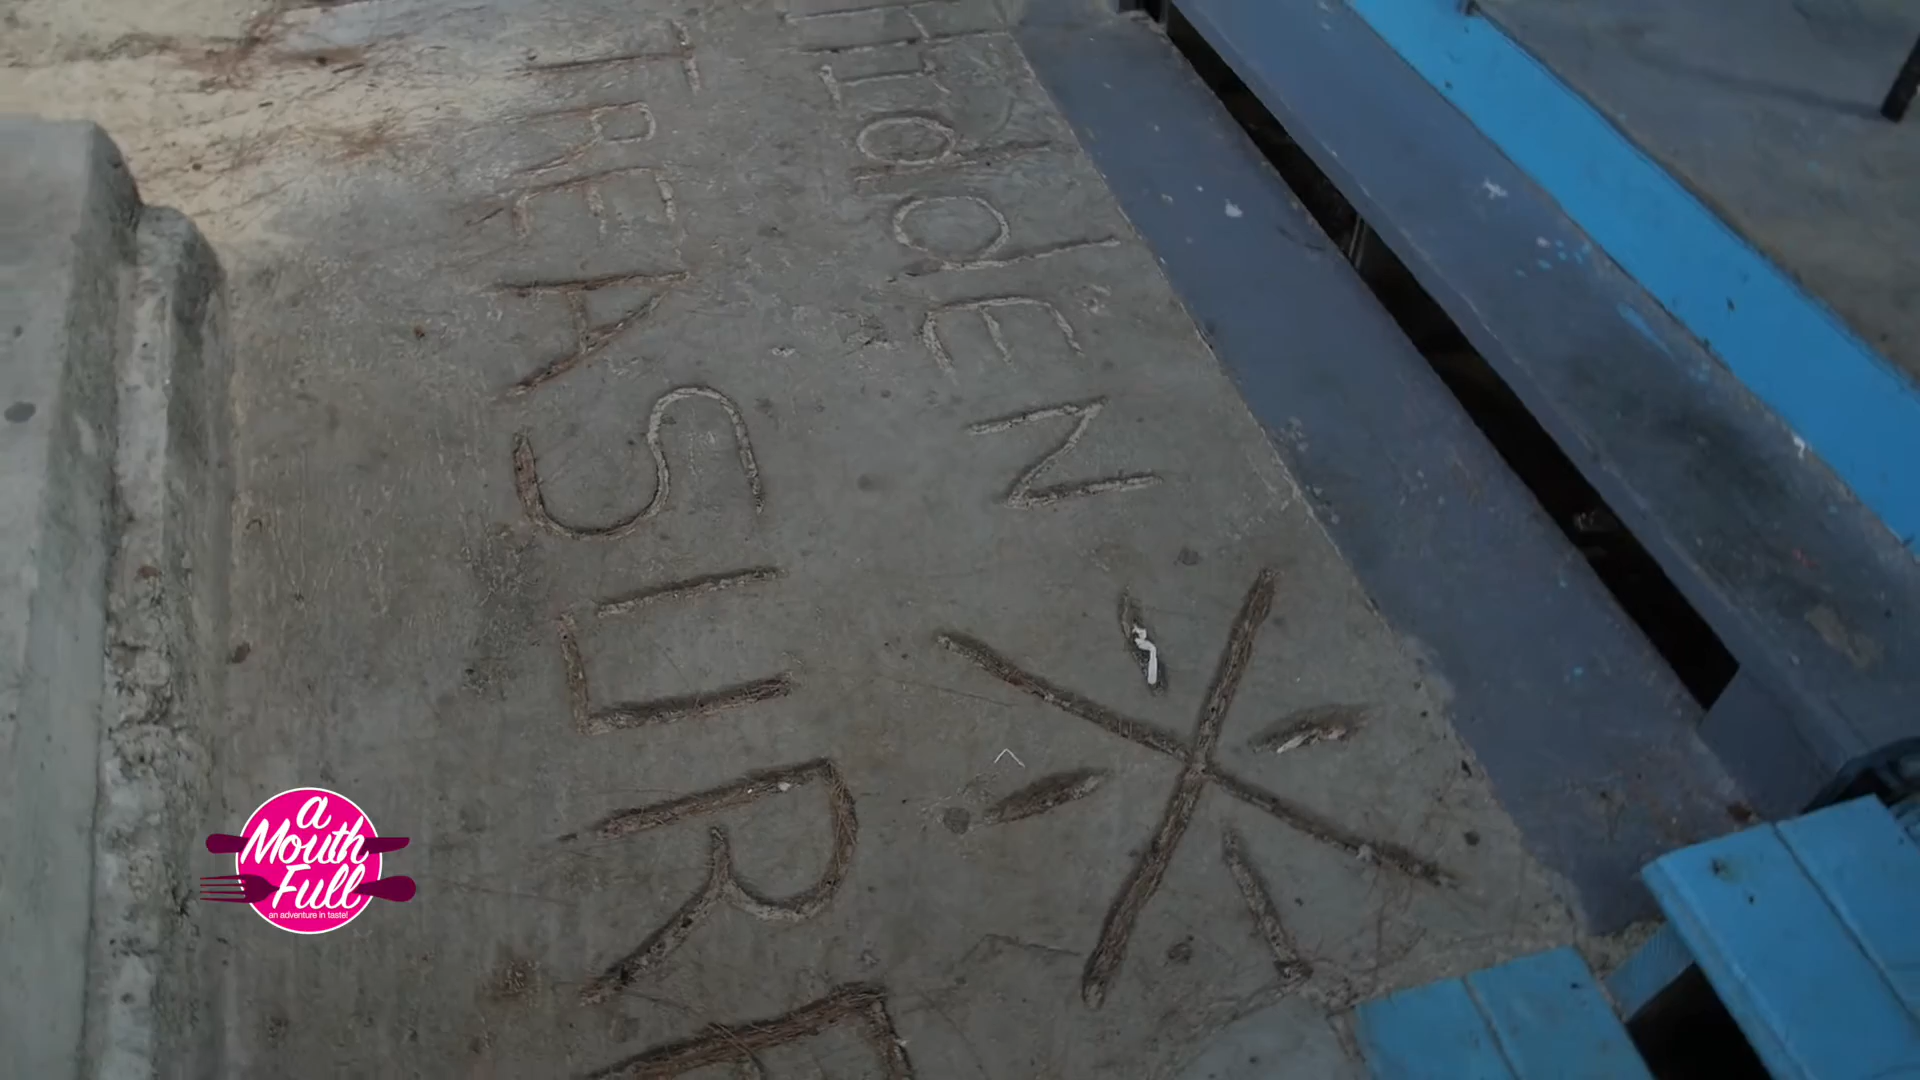 HiddEN
TREASURE
a
Mouth
Full
an adventure in taste!